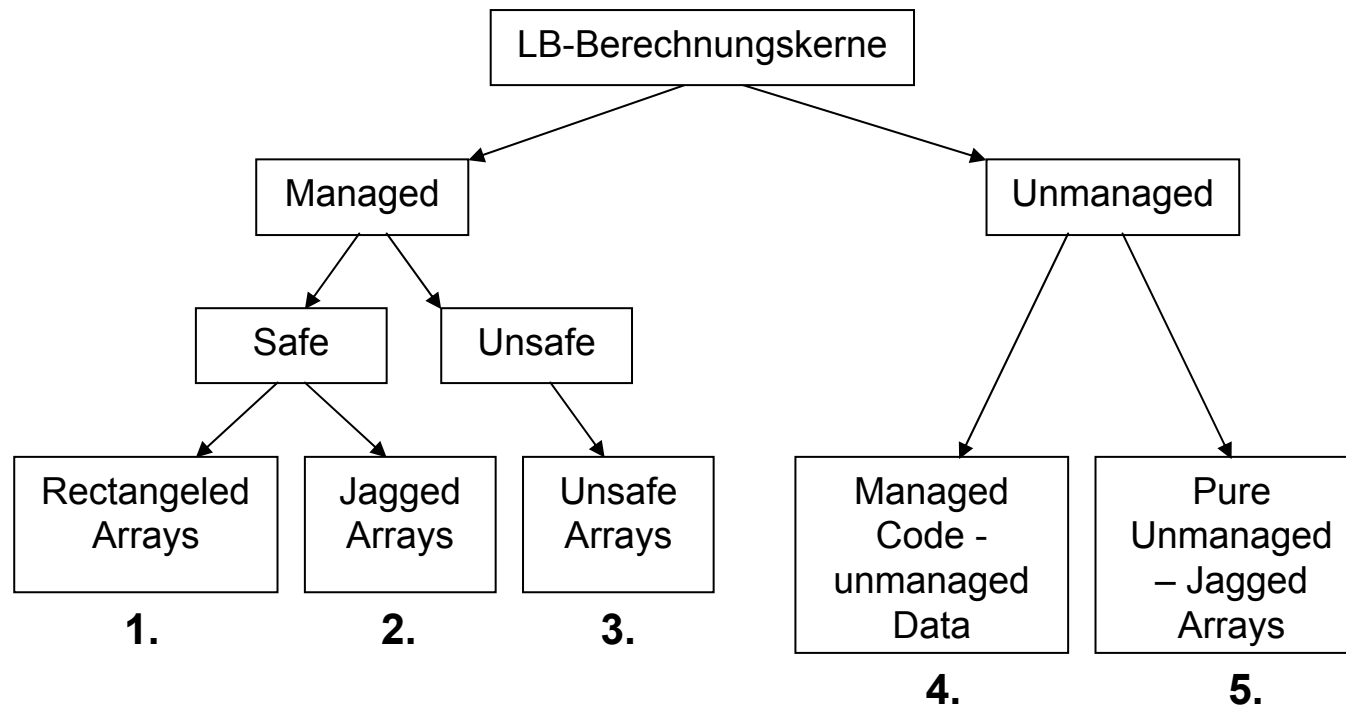 LB-Berechnungskerne
Managed
Unmanaged
Safe
Unsafe
Rectangeled
Arrays
Jagged
Arrays
Unsafe
Arrays
Managed
Code -
unmanaged
Data
Pure
Unmanaged
– Jagged
Arrays
1.
2.
3.
4.
5.